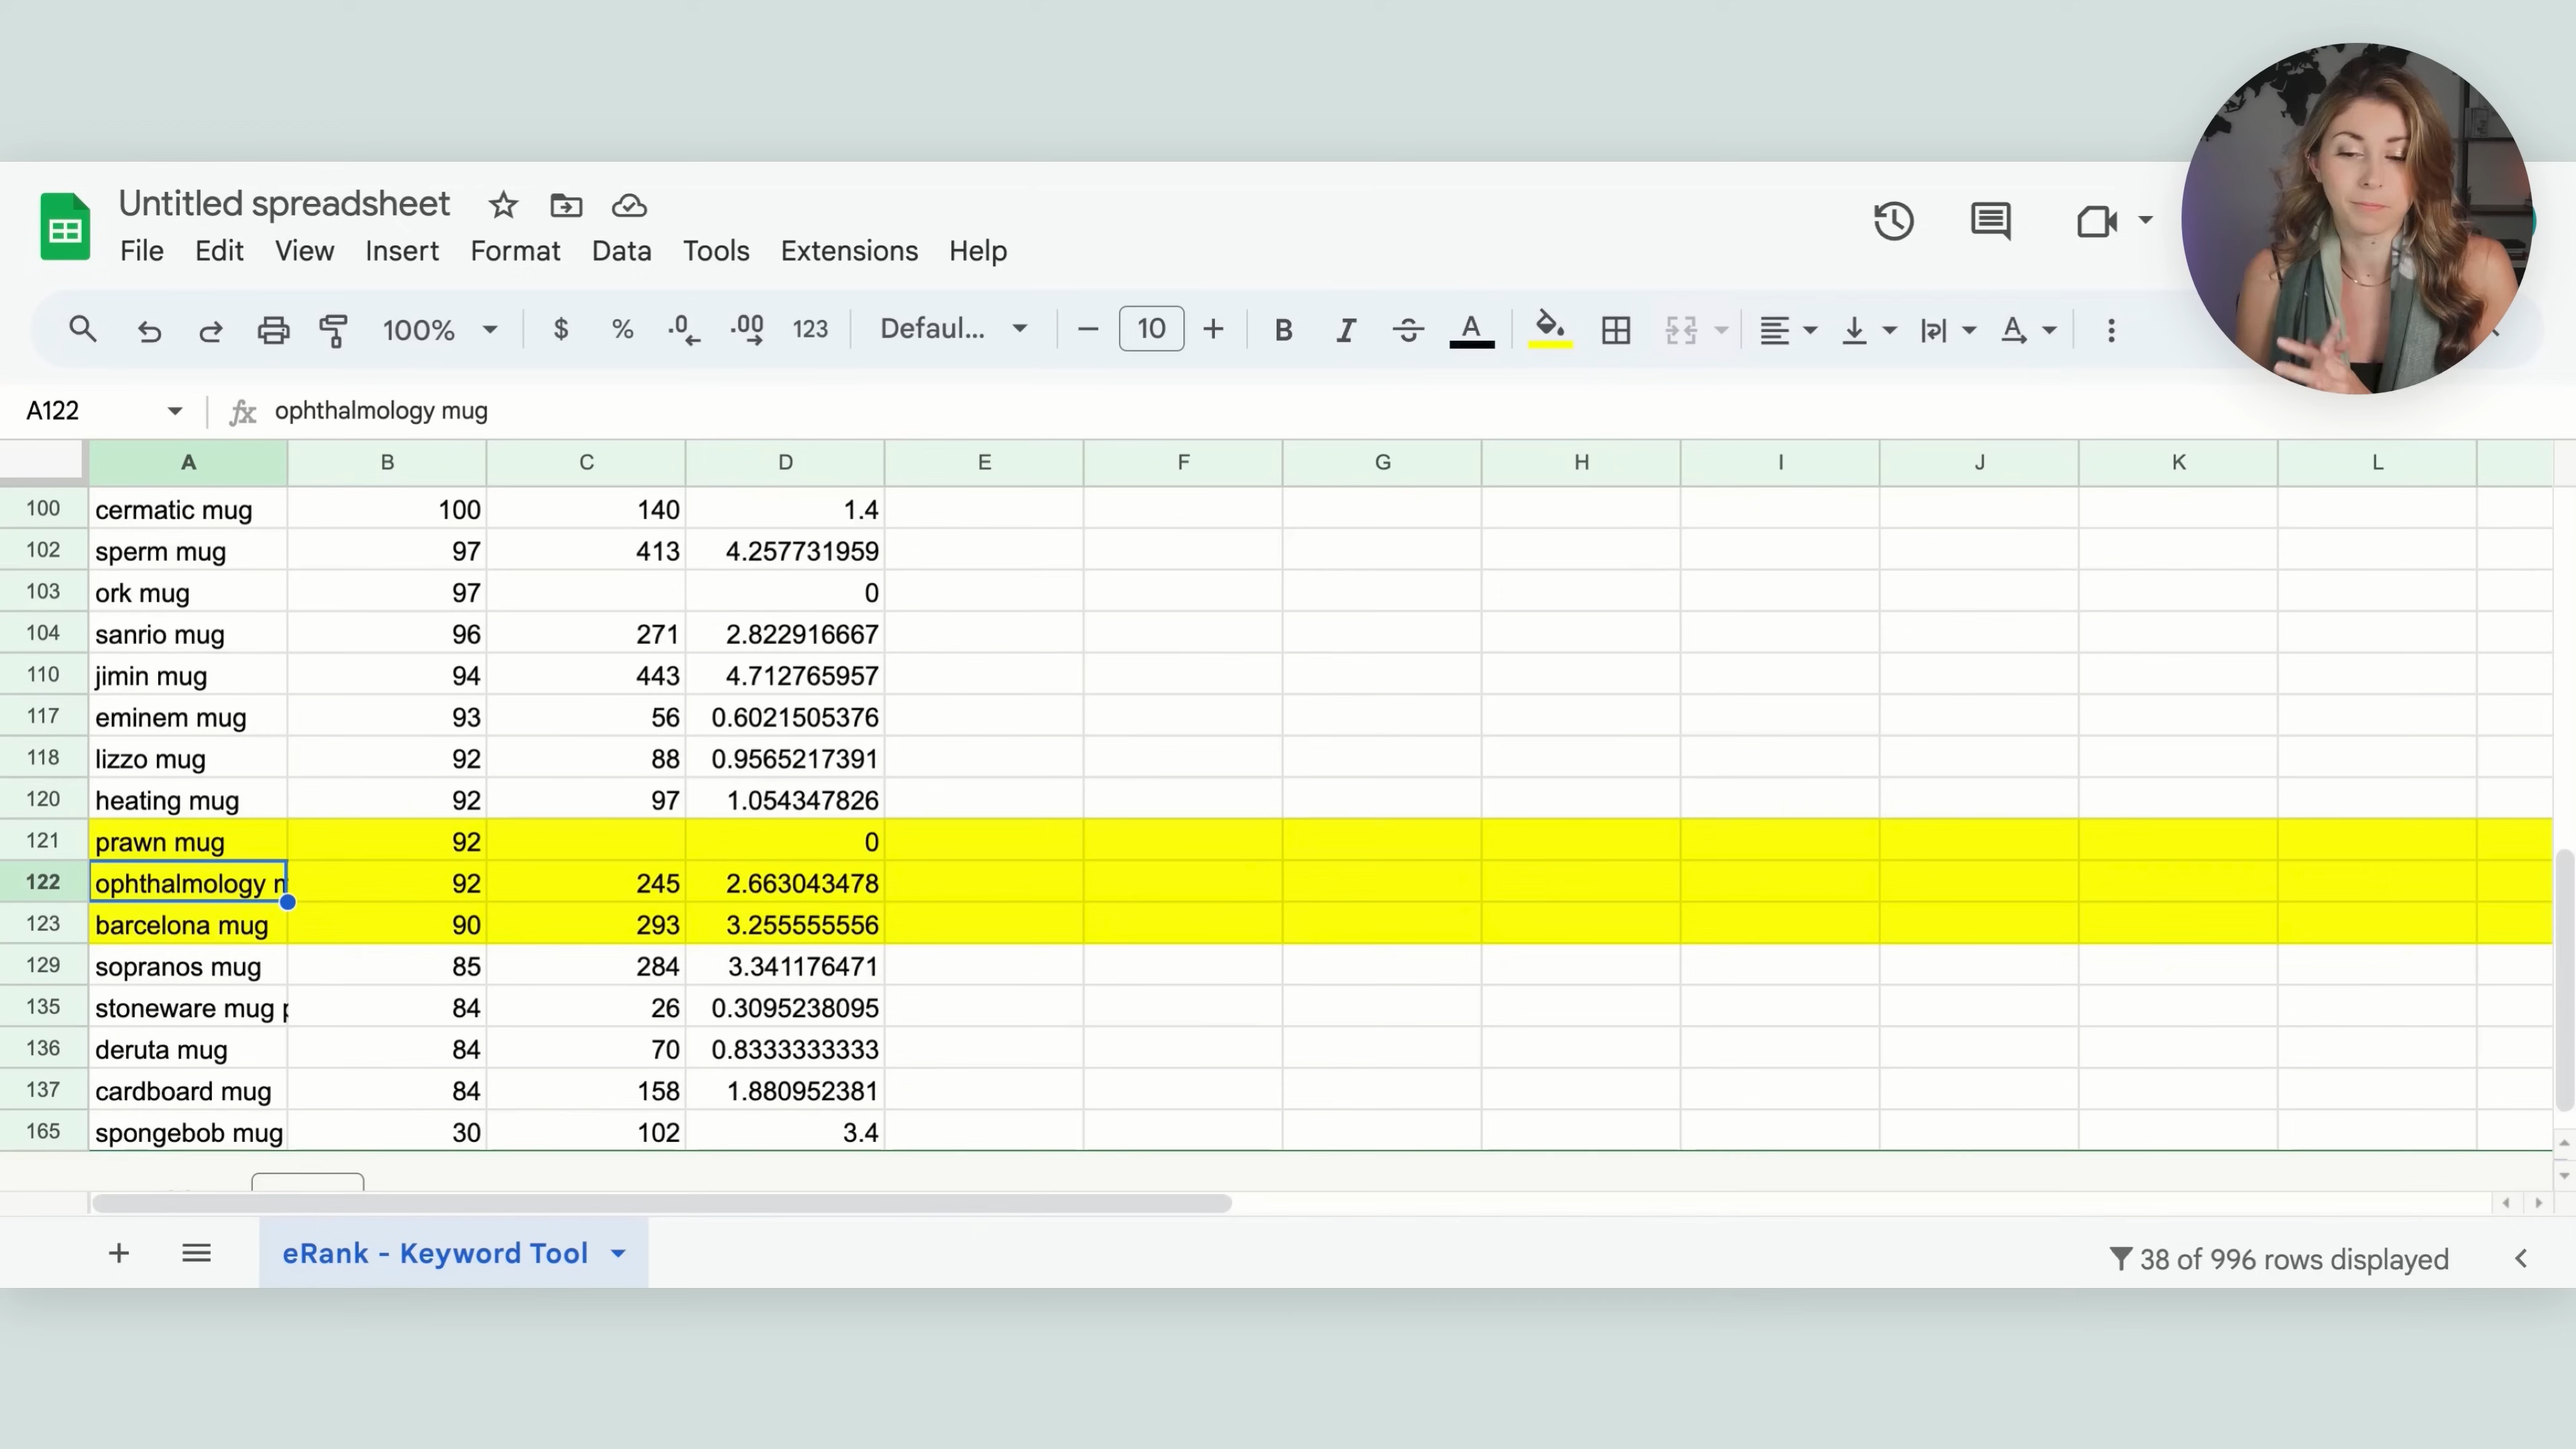 Untitled spreadsheet
File Edit View Insert Format Data Tools Extensions Help
100% $ % .0 .00 123 Defaul... 10 B I A A
A122 fx ophthalmology mug
A B C D E F G H I J K L
100 cermatic mug 100 140 1.4
102 sperm mug 97 413 4.257731959
103 ork mug 97 0
104 sanrio mug 96 271 2.822916667
110 jimin mug 94 443 4.712765957
117 eminem mug 93 56 0.6021505376
118 lizzo mug 92 88 0.9565217391
120 heating mug 92 97 1.054347826
121 prawn mug 92 0
122 ophthalmology m 92 245 2.663043478
123 barcelona mug 90 293 3.255555556
129 sopranos mug 85 284 3.341176471
135 stoneware mug p 84 26 0.3095238095
136 deruta mug 84 70 0.8333333333
137 cardboard mug 84 158 1.880952381
165 spongebob mug 30 102 3.4
eRank - Keyword Tool 38 of 996 rows displayed